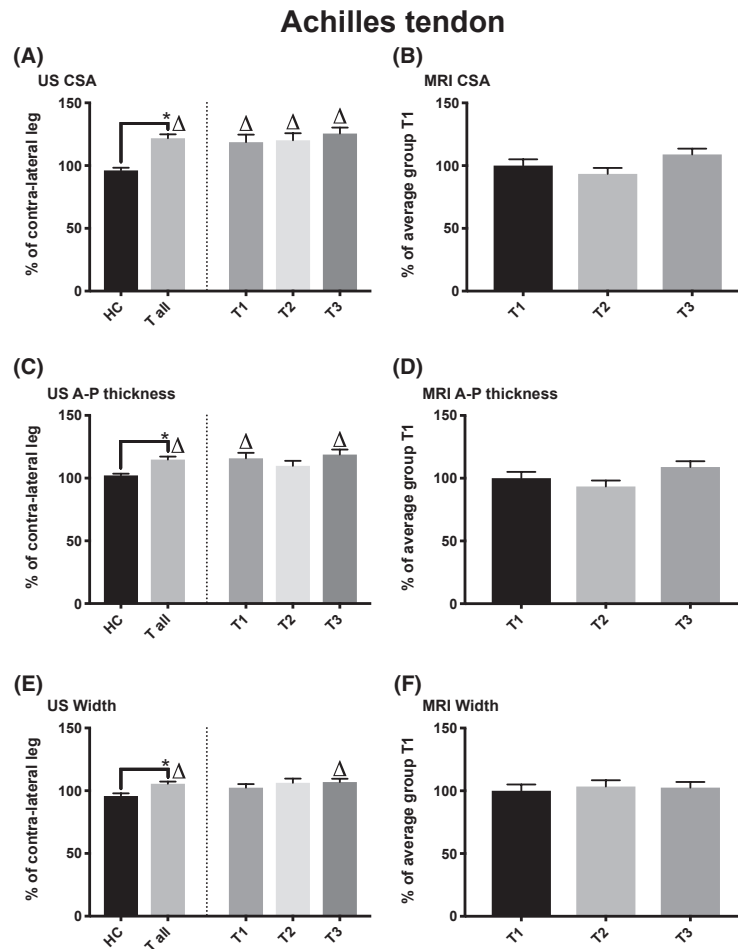 Achilles tendon
(A)
US CSA
% of contra-lateral leg
150
100
50
0
*Δ
Δ
Δ
Δ
HC
T all
T1
T2
T3
(B)
MRI CSA
% of average group T1
150
100
50
0
T1
T2
T3
(C)
US A-P thickness
% of contra-lateral leg
150
100
50
0
*Δ
Δ
Δ
HC
T all
T1
T2
T3
(D)
MRI A-P thickness
% of average group T1
150
100
50
0
T1
T2
T3
(E)
US Width
% of contra-lateral leg
150
100
50
0
*Δ
Δ
HC
T all
T1
T2
T3
(F)
MRI Width
% of average group T1
150
100
50
0
T1
T2
T3